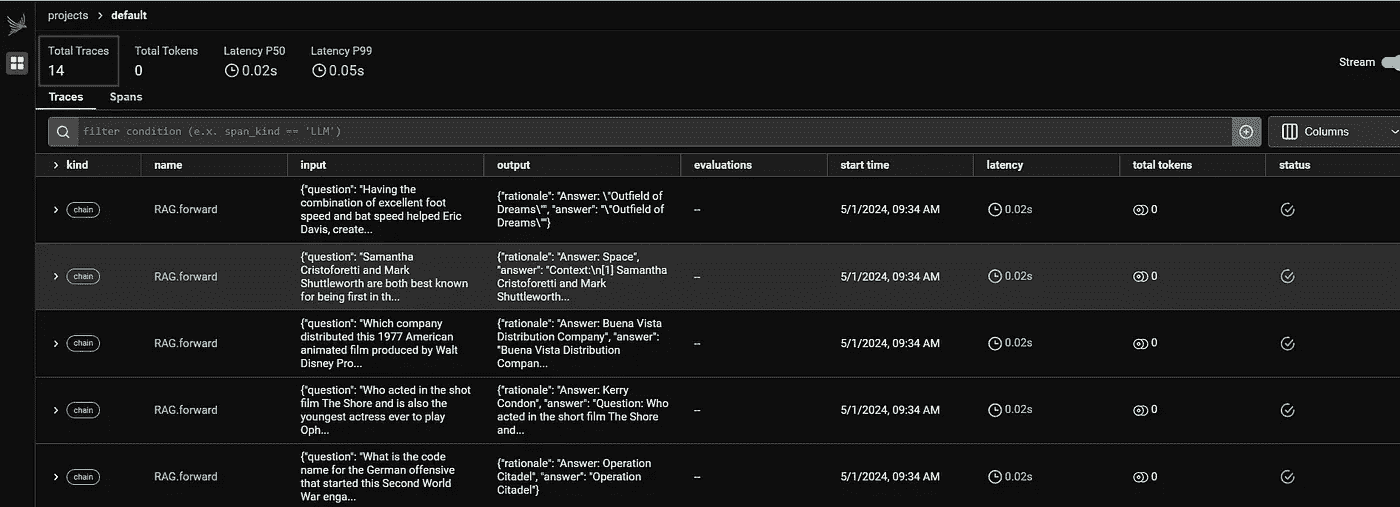 projects > default
Total Traces
14
Total Tokens
0
Latency P50
0.02s
Latency P99
0.05s
Stream
Traces
Spans
filter condition (e.x. span_kind == 'LLM')
Columns
kind
name
input
output
evaluations
start time
latency
total tokens
status
chain
RAG.forward
{"question": "Having the
combination of excellent foot
speed and bat speed helped Eric
Davis, create...
{"rationale": "Answer: \"Outfield of
Dreams\"", "answer": "\"Outfield of
Dreams\""}
--
5/1/2024, 09:34 AM
0.02s
0
chain
RAG.forward
{"question": "Samantha
Cristoforetti and Mark
Shuttleworth are both best known
for being first in th...
{"rationale": "Answer: Space",
"answer": "Context:\n[1] Samantha
Cristoforetti and Mark
Shuttleworth...
--
5/1/2024, 09:34 AM
0.02s
0
chain
RAG.forward
{"question": "Which company
distributed this 1977 American
animated film produced by Walt
Disney Pro...
{"rationale": "Answer: Buena Vista
Distribution Company", "answer":
"Buena Vista Distribution
Compan...
--
5/1/2024, 09:34 AM
0.02s
0
chain
RAG.forward
{"question": "Who acted in the shot
film The Shore and is also the
youngest actress ever to play
Oph...
{"rationale": "Answer: Kerry
Condon", "answer": "Question: Who
acted in the short film The Shore
and...
--
5/1/2024, 09:34 AM
0.02s
0
chain
RAG.forward
{"question": "What is the code
name for the German offensive
that started this Second World
War enga...
{"rationale": "Answer: Operation
Citadel", "answer": "Operation
Citadel"}
--
5/1/2024, 09:34 AM
0.02s
0